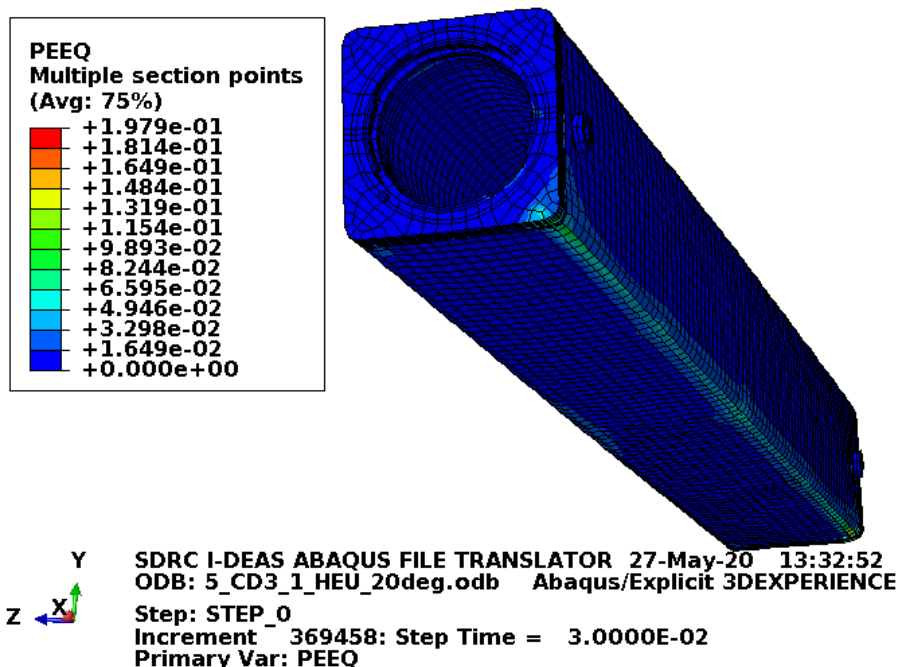 PEEQ
Multiple section points
(Avg: 75%)
+1.979e-01
+1.814e-01
+1.649e-01
+1.484e-01
+1.319e-01
+1.154e-01
+9.893e-02
+8.244e-02
+6.595e-02
+4.946e-02
+3.298e-02
+1.649e-02
+0.000e+00
Y
X
Z
SDRC I-DEAS ABAQUS FILE TRANSLATOR 27-May-20 13:32:52
ODB: 5_CD3_1_HEU_20deg.odb Abaqus/Explicit 3DEXPERIENCE
Step: STEP_0
Increment 369458: Step Time = 3.0000E-02
Primary Var: PEEQ